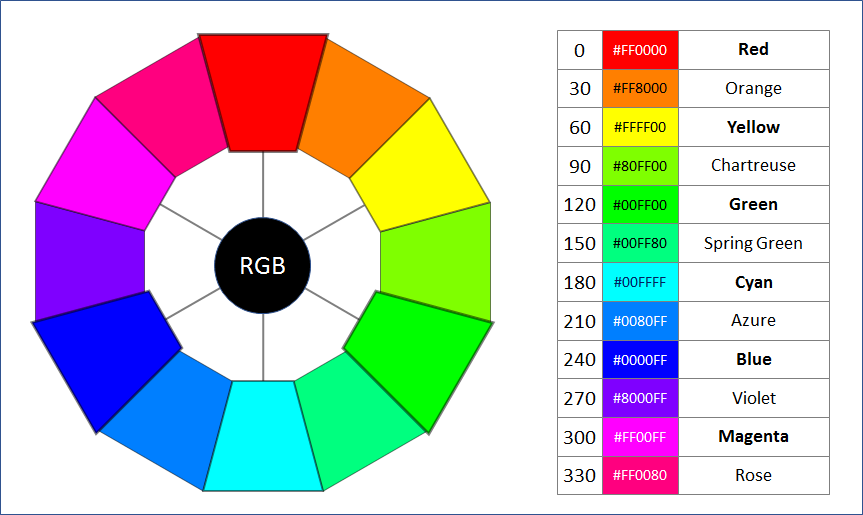 RGB
0 #FF0000 Red
30 #FF8000 Orange
60 #FFFF00 Yellow
90 #80FF00 Chartreuse
120 #00FF00 Green
150 #00FF80 Spring Green
180 #00FFFF Cyan
210 #0080FF Azure
240 #0000FF Blue
270 #8000FF Violet
300 #FF00FF Magenta
330 #FF0080 Rose